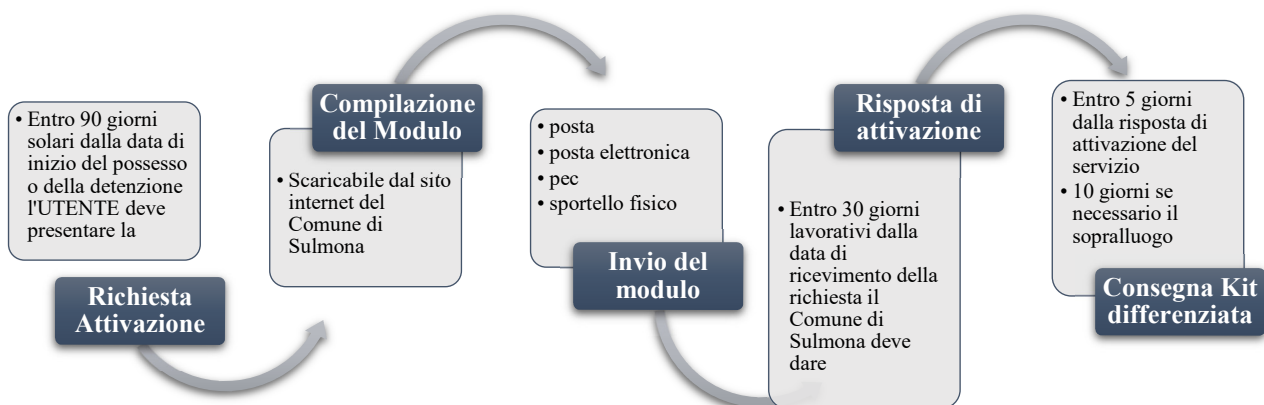 • Entro 90 giorni
solari dalla data di
inizio del possesso
o della detenzione
l'UTENTE deve
presentare la
Richiesta
Attivazione
Compilazione
del Modulo
• Scaricabile dal sito
internet del
Comune di
Sulmona
• posta
• posta elettronica
• pec
• sportello fisico
Invio del
modulo
Risposta di
attivazione
• Entro 30 giorni
lavorativi dalla
data di
ricevimento della
richiesta il
Comune di
Sulmona deve
dare
• Entro 5 giorni
dalla risposta di
attivazione del
servizio
• 10 giorni se
necessario il
sopralluogo
Consegna Kit
differenziata